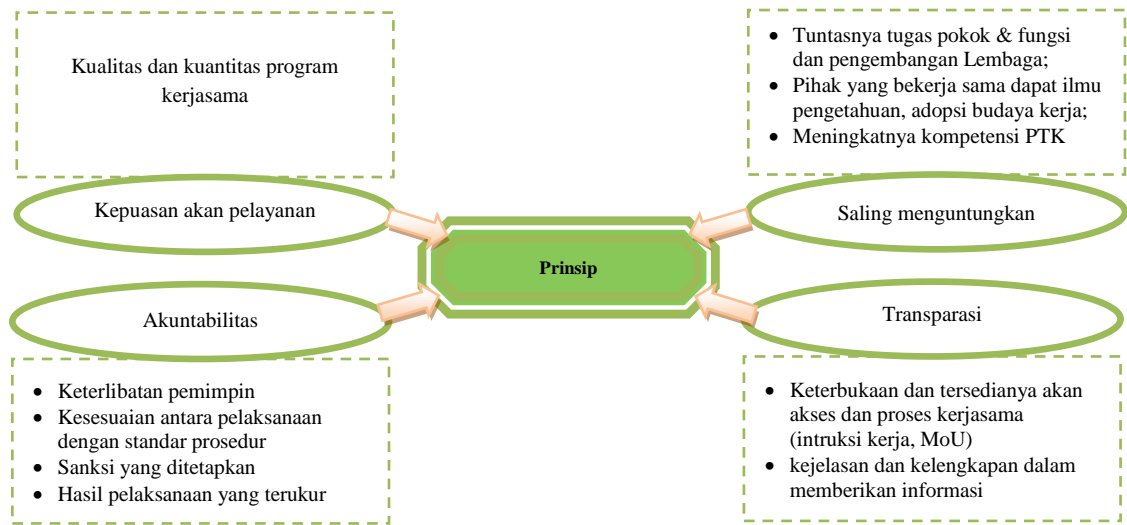 Kualitas dan kuantitas program
kerjasama
• Tuntasnya tugas pokok & fungsi
dan pengembangan Lembaga;
• Pihak yang bekerja sama dapat ilmu
pengetahuan, adopsi budaya kerja;
• Meningkatnya kompetensi PTK
Kepuasan akan pelayanan
Saling menguntungkan
Prinsip
Akuntabilitas
Transparasi
• Keterlibatan pemimpin
• Kesesuaian antara pelaksanaan
dengan standar prosedur
• Sanksi yang ditetapkan
• Hasil pelaksanaan yang terukur
• Keterbukaan dan tersedianya akan
akses dan proses kerjasama
(intruksi kerja, MoU)
• kejelasan dan kelengkapan dalam
memberikan informasi